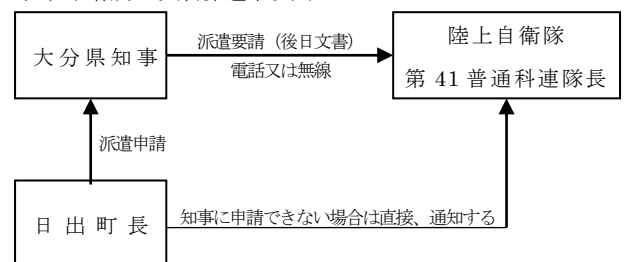 大分県知事
派遣要請（後日文書）
電話又は無線
陸上自衛隊
第 41 普通科連隊長
派遣申請
日 出 町 長
知事に申請できない場合は直接、通知する